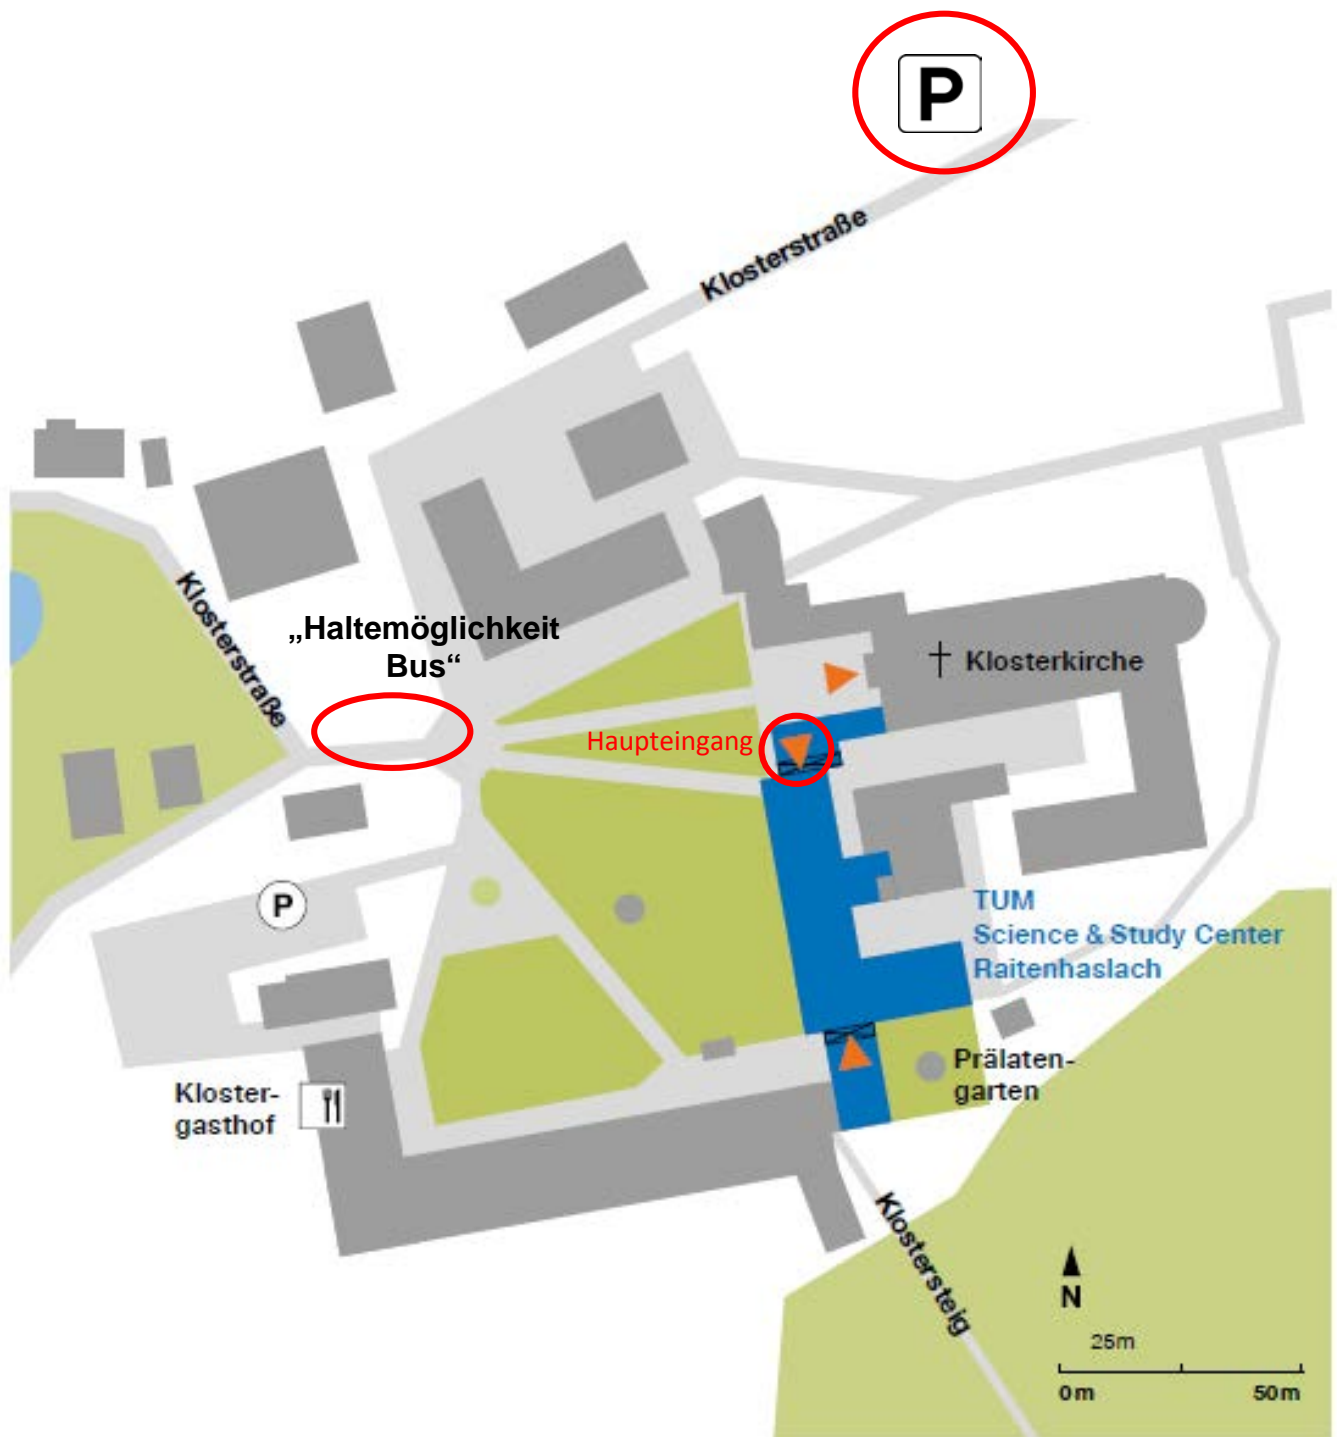 P
Klosterstraße
Klosterstraße
„Haltemöglichkeit
Bus“
Klosterkirche
Haupteingang
P
TUM
Science & Study Center
Raitenhaslach
Kloster-
gasthof
Prälaten-
garten
Klostersteig
N
25m
0m 50m